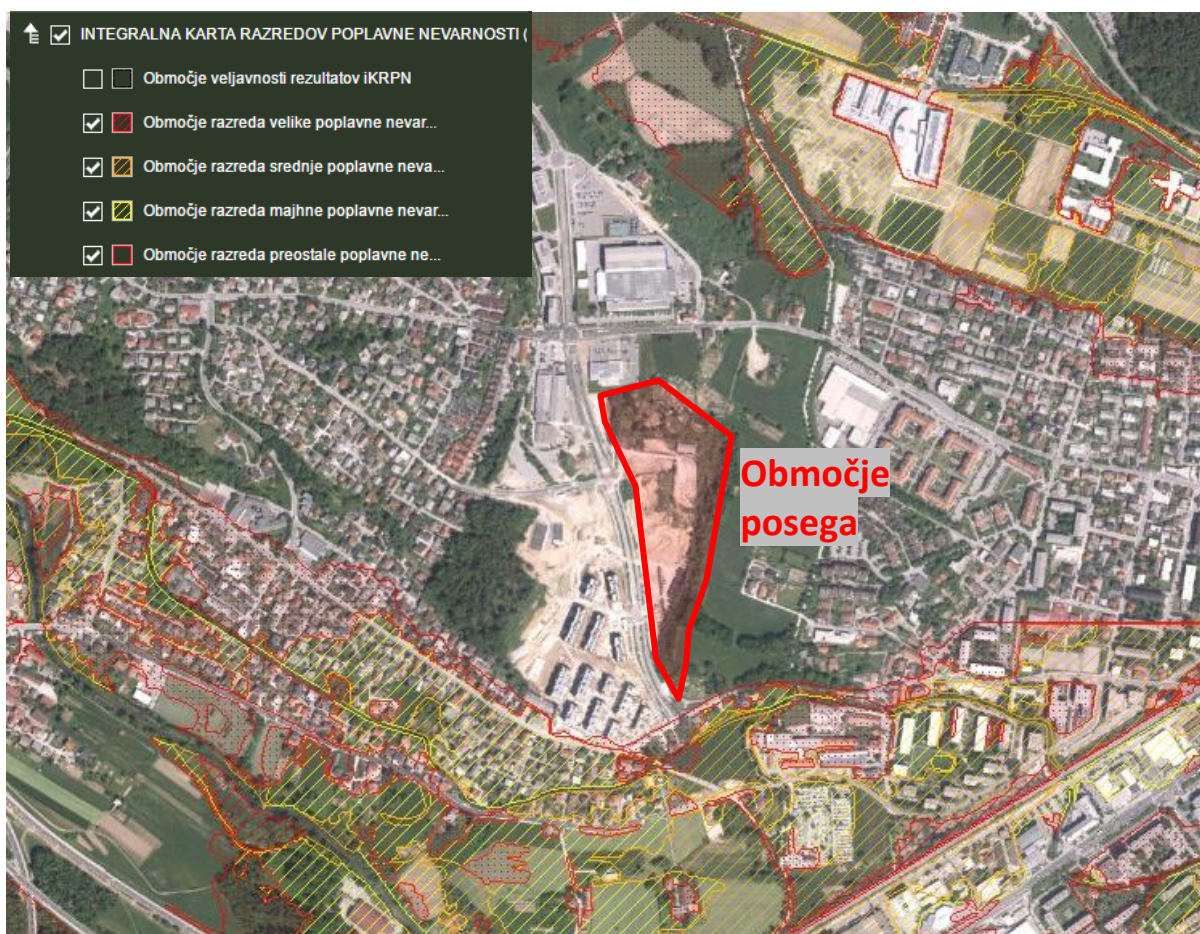 INTEGRALNA KARTA RAZREDOV POPLAVNE NEVARNOSTI (
Območje veljavnosti rezultatov iKRPN
Območje razreda velike poplavne nevar...
Območje razreda srednje poplavne neva...
Območje razreda majhne poplavne nevar...
Območje razreda preostale poplavne ne...
Območje
posega